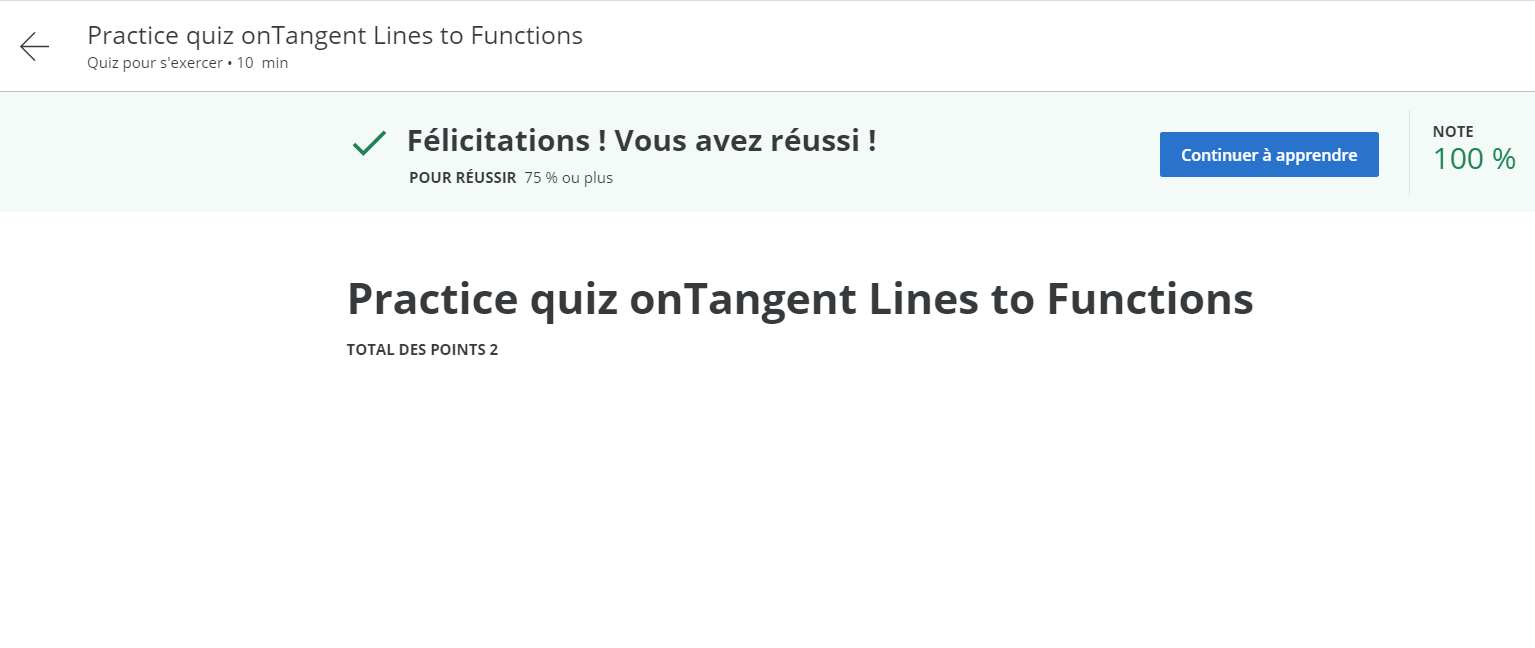 Practice quiz onTangent Lines to Functions
Quiz pour s'exercer • 10 min
Félicitations ! Vous avez réussi !
POUR RÉUSSIR 75 % ou plus
Continuer à apprendre
NOTE
100 %
Practice quiz onTangent Lines to Functions
TOTAL DES POINTS 2